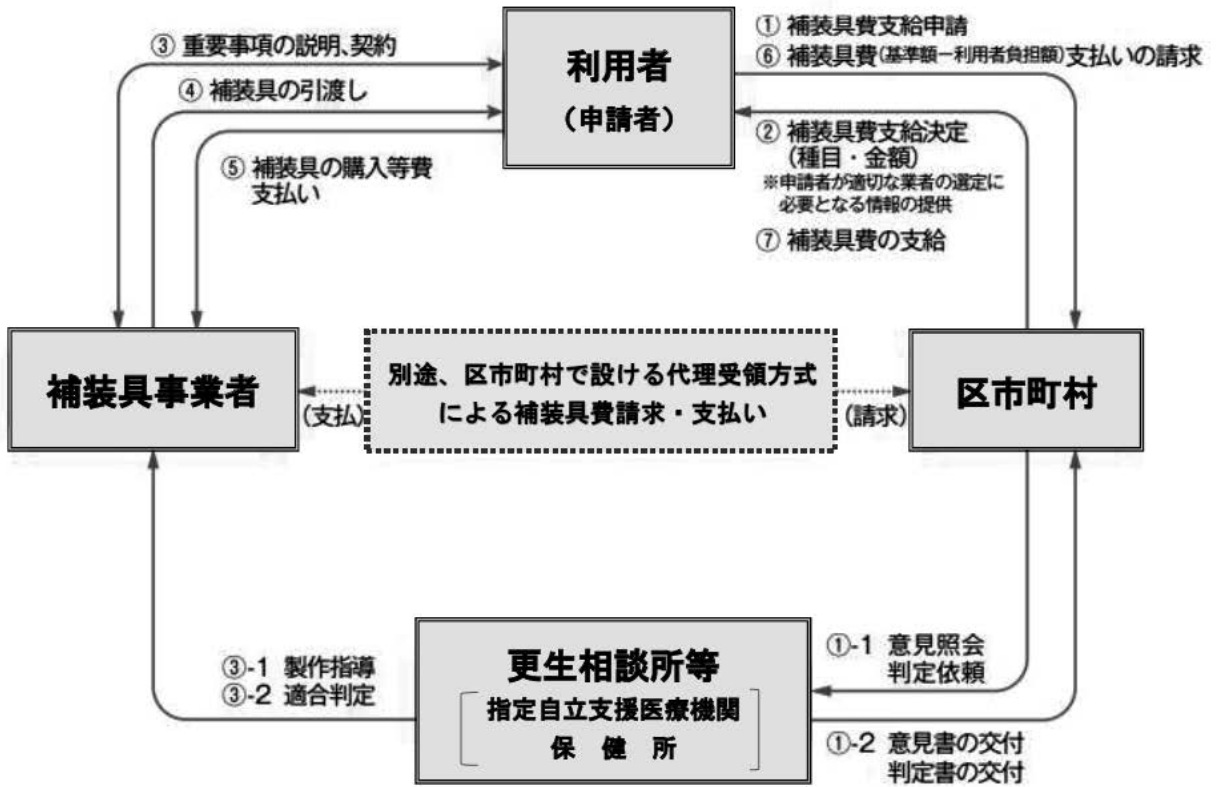 ③ 重要事項の説明、契約
④ 補装具の引渡し
⑤ 補装具の購入等費
支払い
利用者
（申請者）
① 補装具費支給申請
⑥ 補装具費(基準額ー利用者負担額)支払いの請求
② 補装具費支給決定
(種目・金額)
※申請者が適切な業者の選定に
必要となる情報の提供
⑦ 補装具費の支給
補装具事業者
(支払)
別途、区市町村で設ける代理受領方式
による補装具費請求・支払い
(請求)
区市町村
③-1 製作指導
③-2 適合判定
更生相談所等
指定自立支援医療機関
保健所
①-1 意見照会
判定依頼
①-2 意見書の交付
判定書の交付